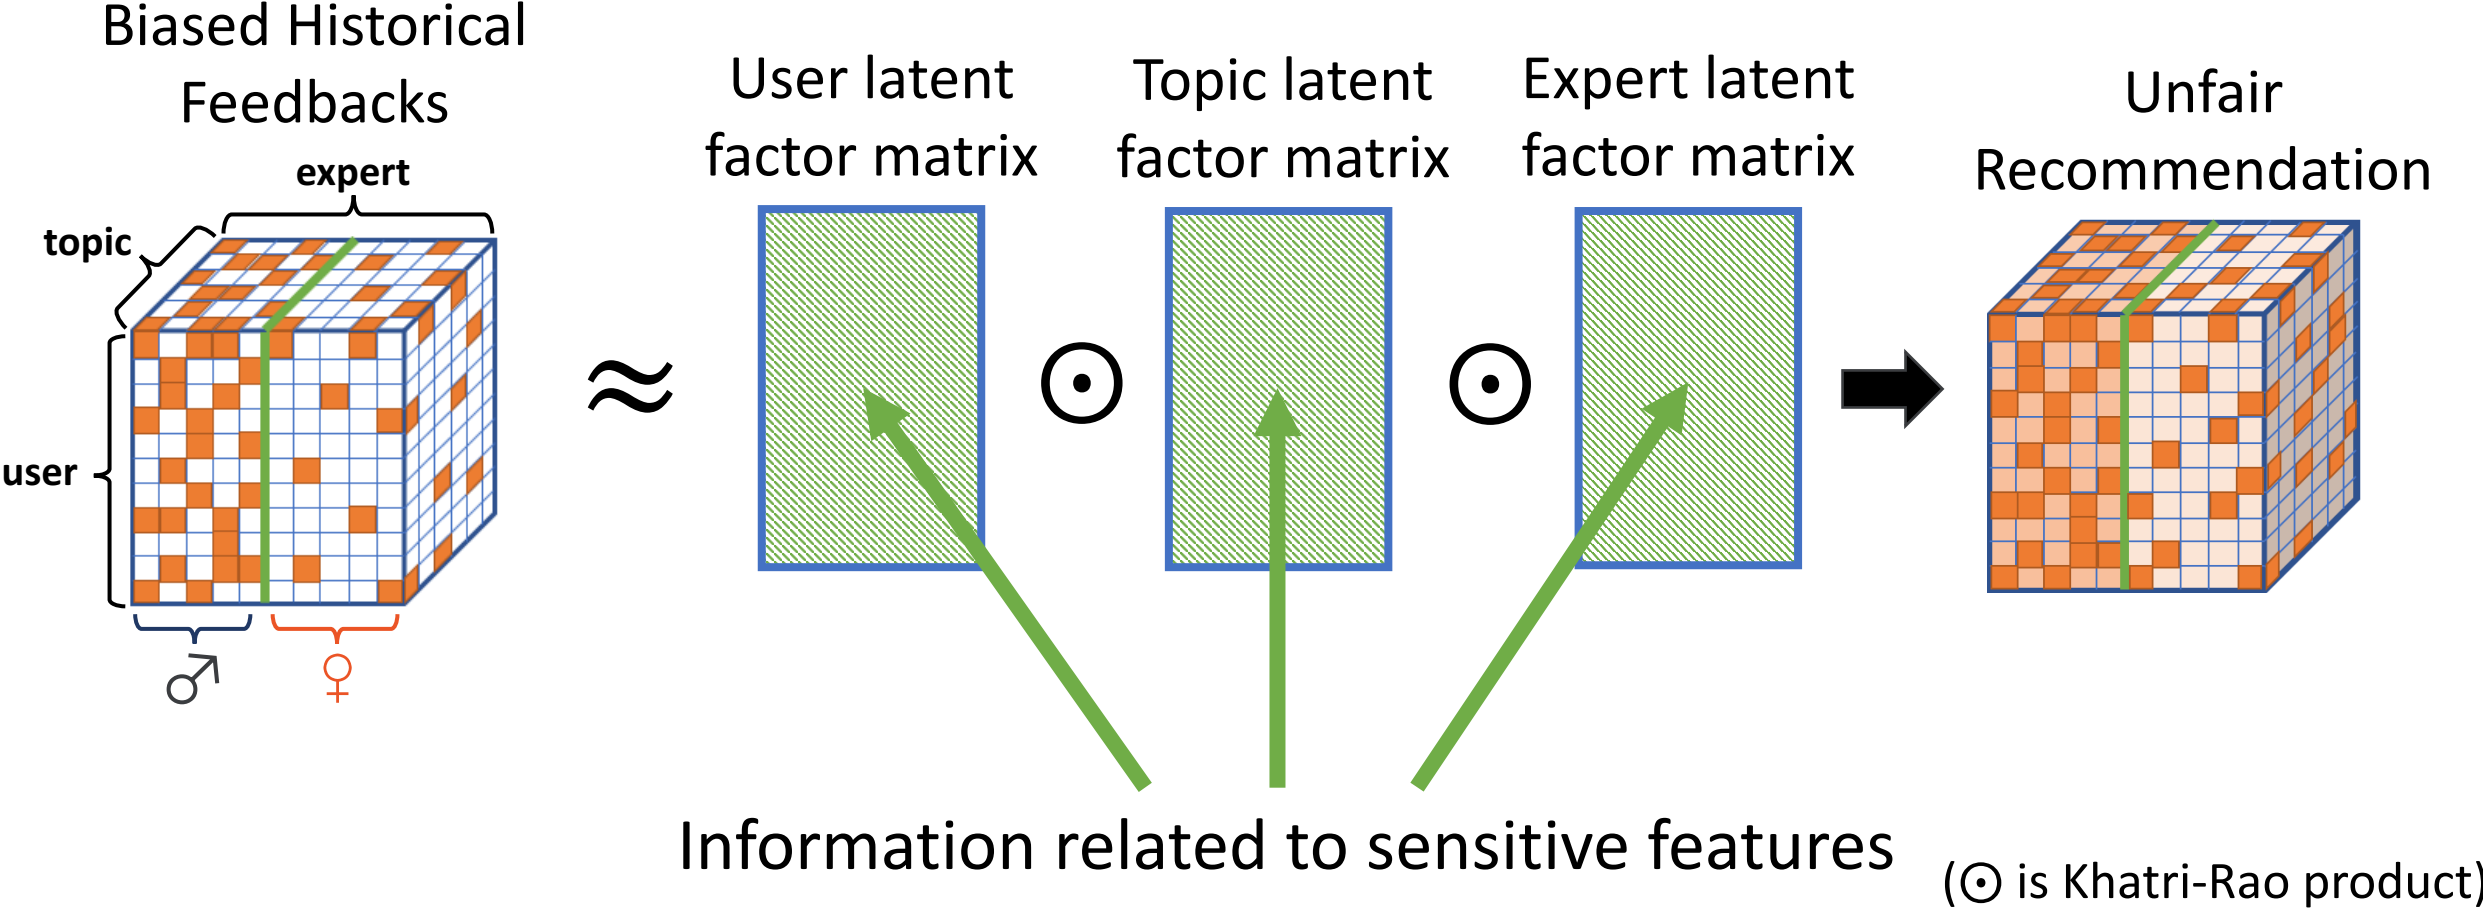 Biased Historical
Feedbacks
expert
topic
user
♂
♀
≈
User latent
factor matrix
⊙
Topic latent
factor matrix
⊙
Expert latent
factor matrix
Unfair
Recommendation
Information related to sensitive features
(⊙ is Khatri-Rao product)